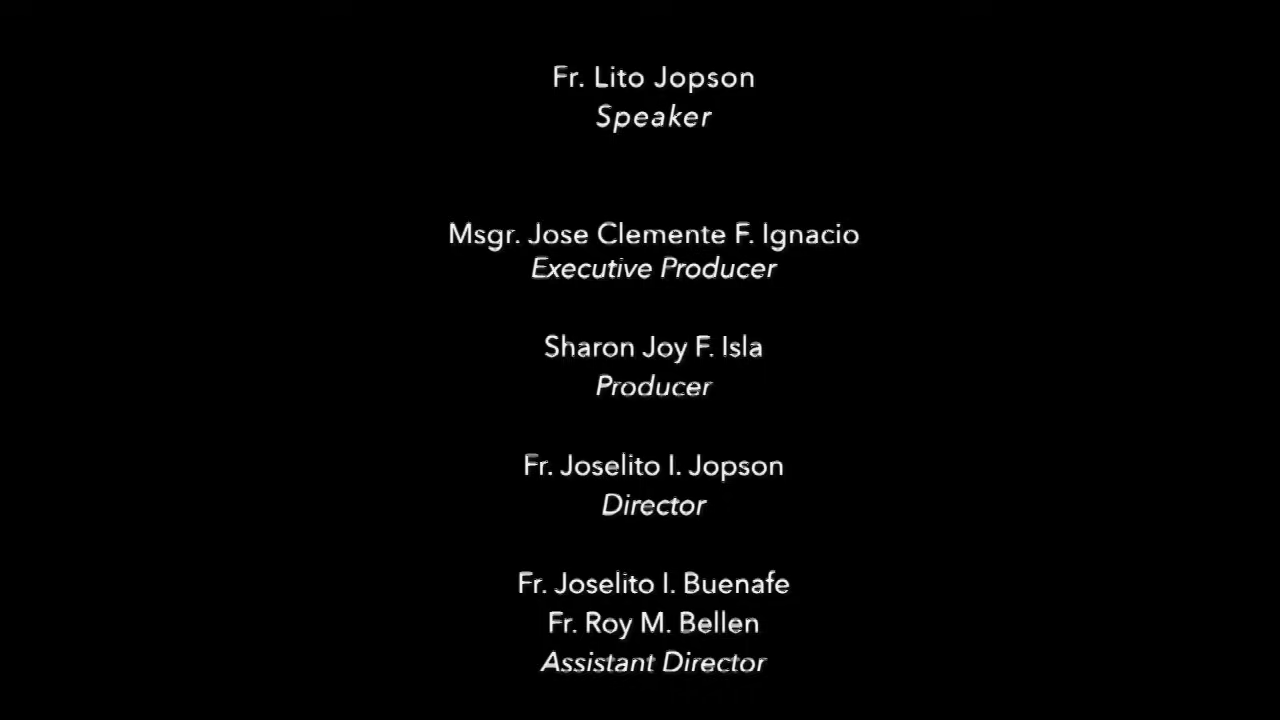 Fr. Lito Jopson
Speaker
Msgr. Jose Clemente F. Ignacio
Executive Producer
Sharon Joy F. Isla
Producer
Fr. Joselito I. Jopson
Director
Fr. Joselito I. Buenafe
Fr. Roy M. Bellen
Assistant Director